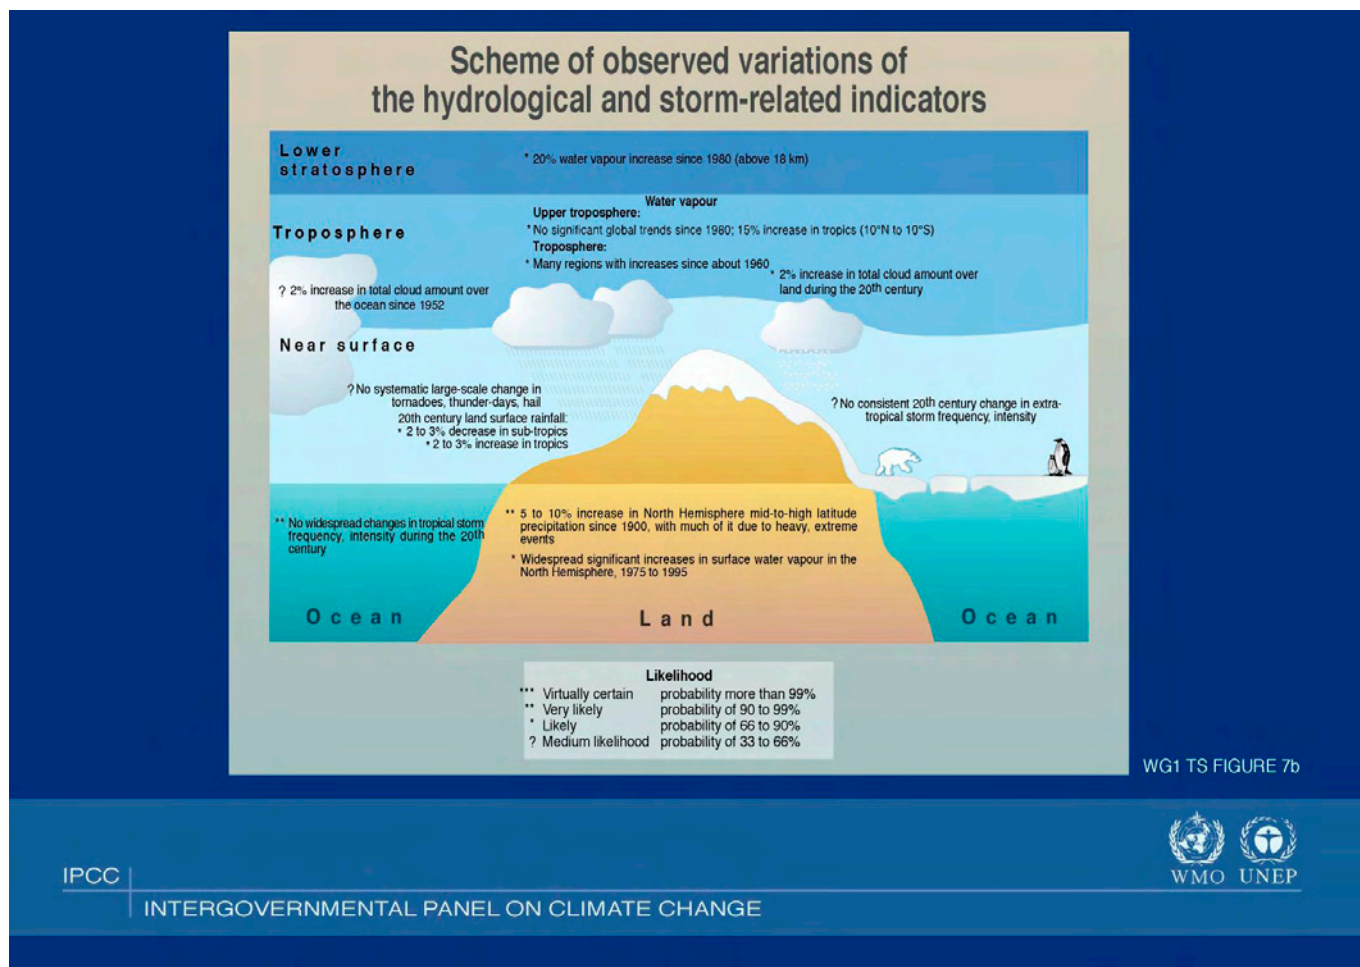 Scheme of observed variations of
the hydrological and storm-related indicators
Lower
stratosphere
* 20% water vapour increase since 1980 (above 18 km)
Water vapour
Upper troposphere:
Troposphere
* No significant global trends since 1980; 15% increase in tropics (10°N to 10°S)
Troposphere:
* Many regions with increases since about 1960
* 2% increase in total cloud amount over
land during the 20th century
? 2% increase in total cloud amount over
the ocean since 1952
Near surface
? No systematic large-scale change in
tornadoes, thunder-days, hail
20th century land surface rainfall:
* 2 to 3% decrease in sub-tropics
* 2 to 3% increase in tropics
? No consistent 20th century change in extra-
tropical storm frequency, intensity
** No widespread changes in tropical storm
frequency, intensity during the 20th
century
** 5 to 10% increase in North Hemisphere mid-to-high latitude
precipitation since 1900, with much of it due to heavy, extreme
events
* Widespread significant increases in surface water vapour in the
North Hemisphere, 1975 to 1995
Ocean
Land
Ocean
Likelihood
*** Virtually certain probability more than 99%
** Very likely probability of 90 to 99%
* Likely probability of 66 to 90%
? Medium likelihood probability of 33 to 66%
WG1 TS FIGURE 7b
WMO UNEP
IPCC
INTERGOVERNMENTAL PANEL ON CLIMATE CHANGE